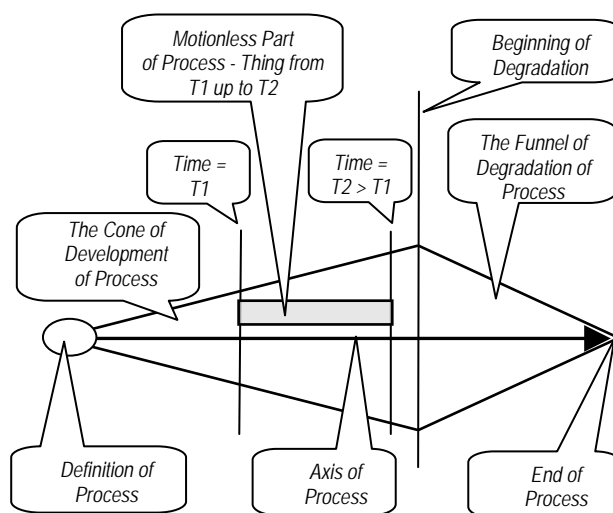 Motionless Part
of Process - Thing from
T1 up to T2
Beginning of
Degradation
Time =
T1
Time =
T2 > T1
The Funnel of
Degradation of
Process
The Cone of
Development
of Process
Definition of
Process
Axis of
Process
End of
Process